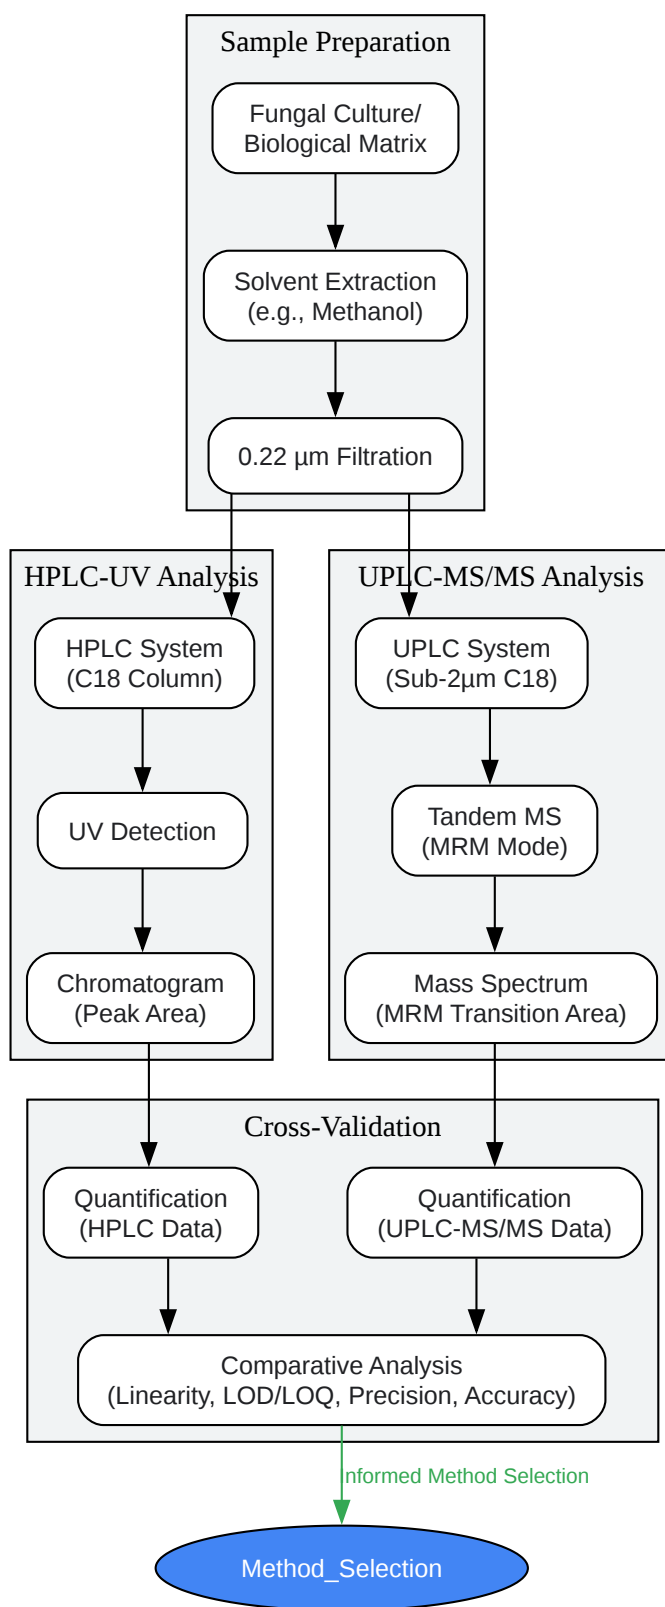 Sample Preparation
Fungal Culture/
Biological Matrix
Solvent Extraction
(e.g., Methanol)
0.22 µm Filtration
HPLC-UV Analysis
HPLC System
(C18 Column)
UV Detection
Chromatogram
(Peak Area)
UPLC-MS/MS Analysis
UPLC System
(Sub-2µm C18)
Tandem MS
(MRM Mode)
Mass Spectrum
(MRM Transition Area)
Cross-Validation
Quantification
(HPLC Data)
Quantification
(UPLC-MS/MS Data)
Comparative Analysis
(Linearity, LOD/LOQ, Precision, Accuracy)
Informed Method Selection
Method_Selection